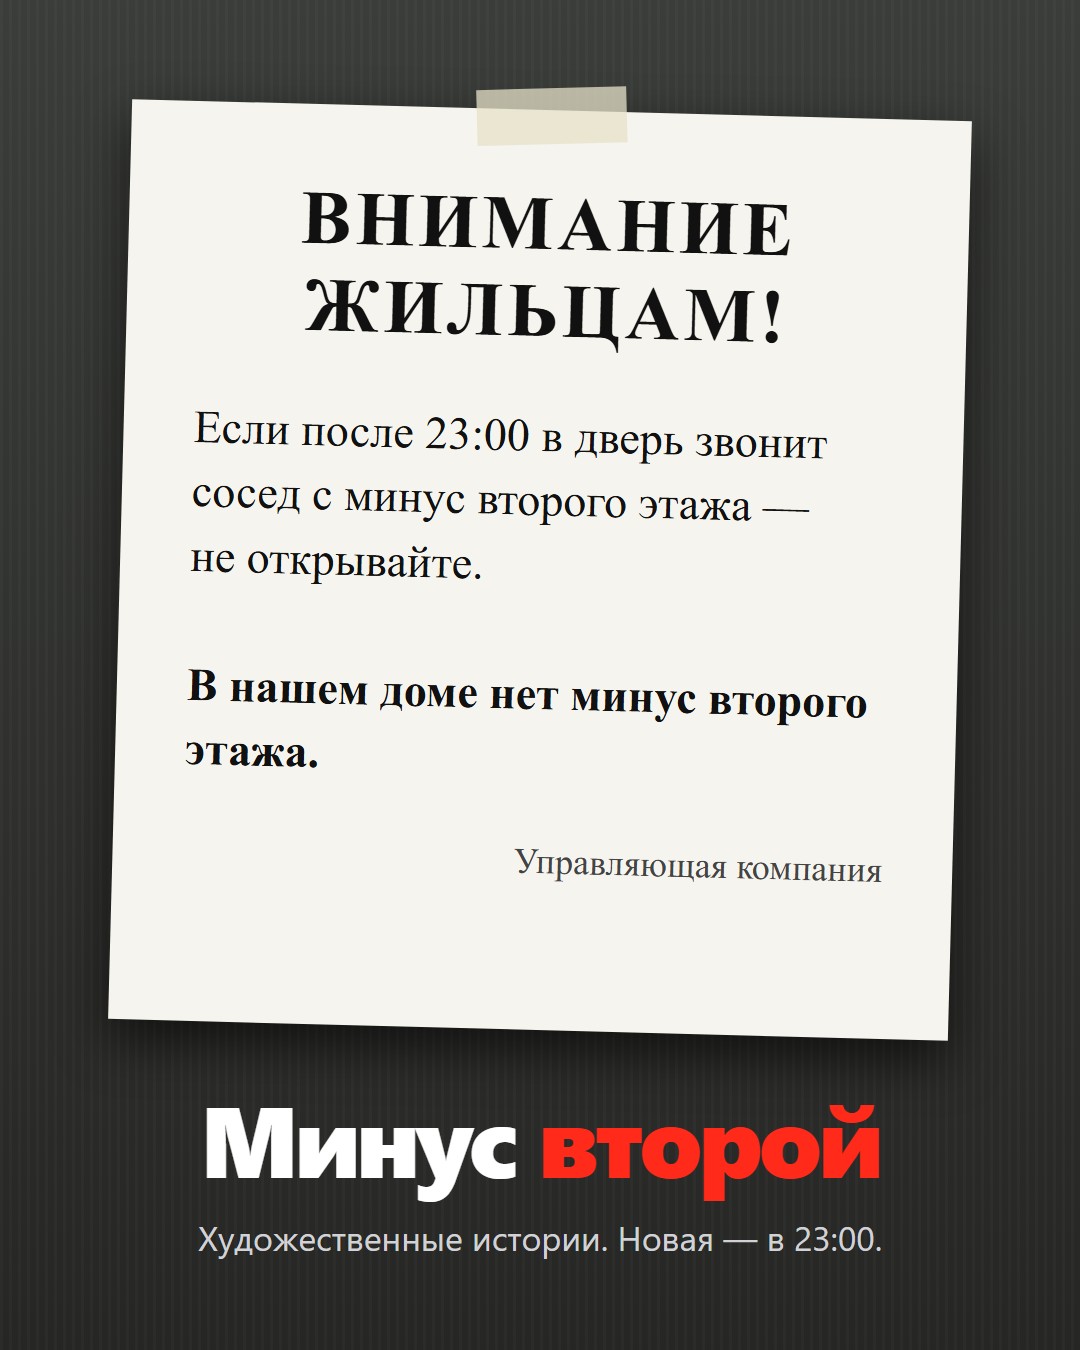 ВНИМАНИЕ
ЖИЛЬЦАМ!
Если после 23:00 в дверь звонит
сосед с минус второго этажа —
не открывайте.
В нашем доме нет минус второго
этажа.
Управляющая компания
Минус второй
Художественные истории. Новая — в 23:00.